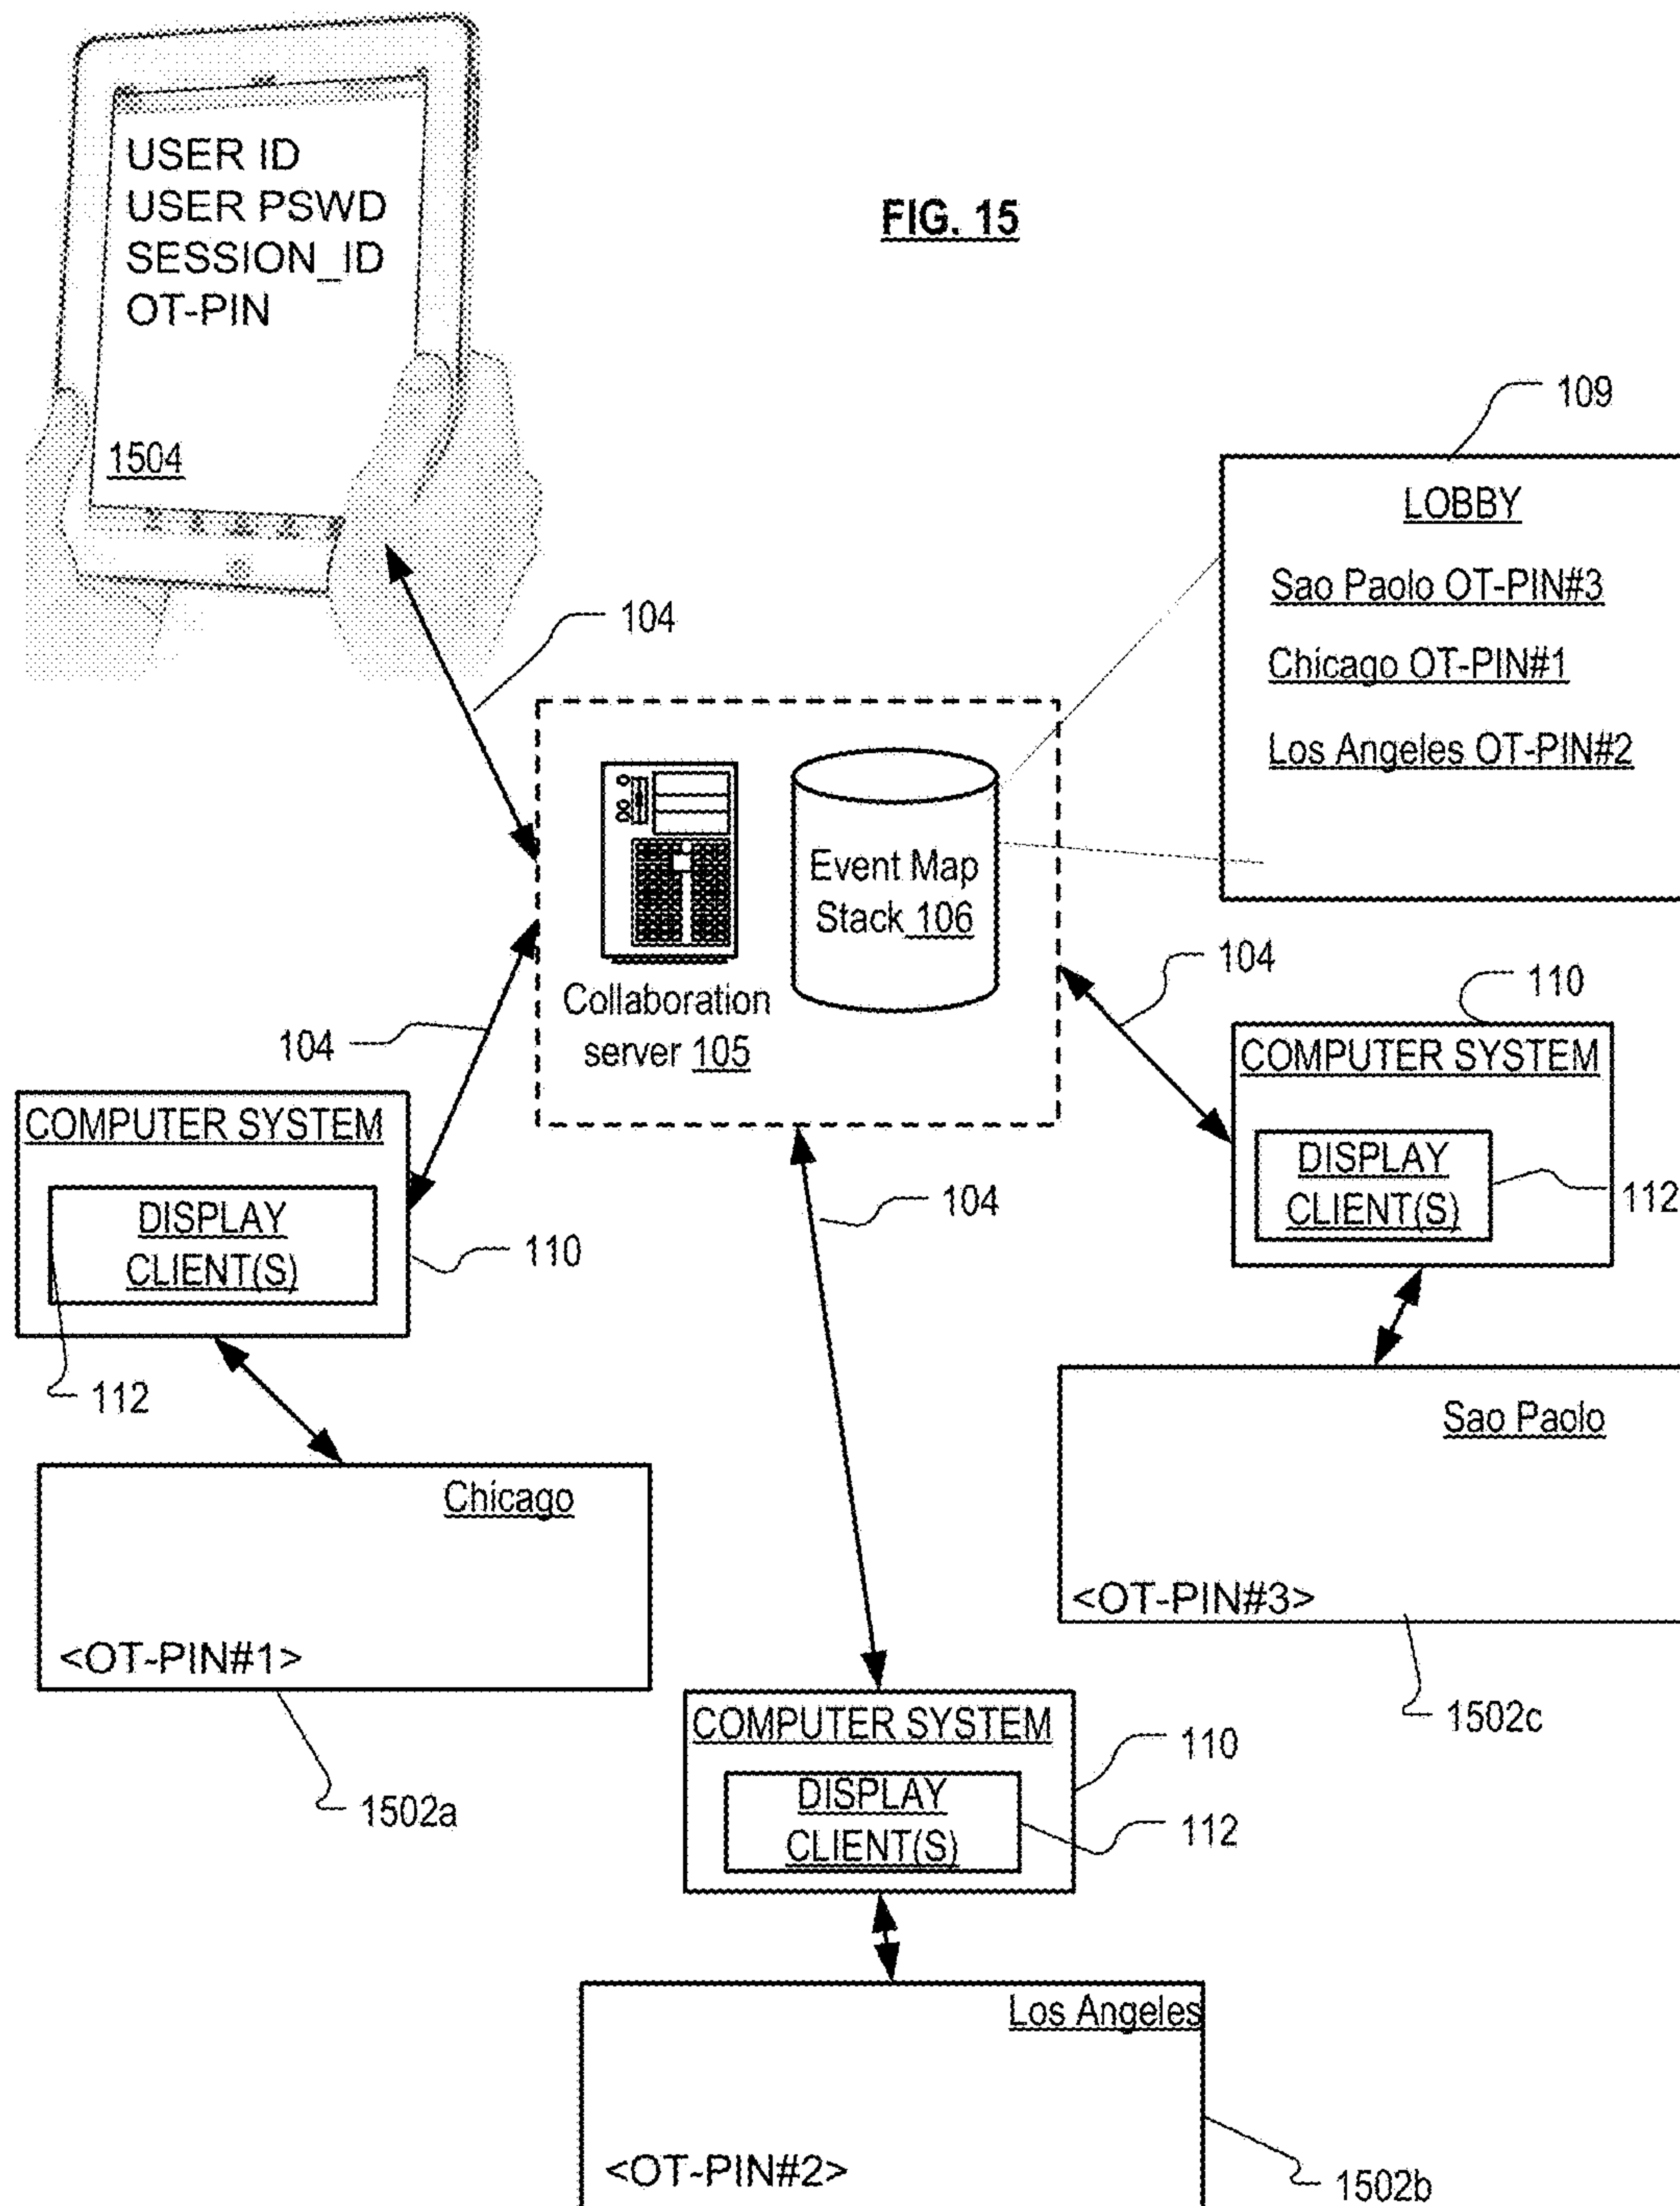 USER ID
USER PSWD
SESSION_ID
OT-PIN
1504
FIG. 15
109
LOBBY
Sao Paolo OT-PIN#3
Chicago OT-PIN#1
Los Angeles OT-PIN#2
104
Event Map
Stack 106
Collaboration
server 105
104
104
110
COMPUTER SYSTEM
DISPLAY
CLIENT(S)
112
COMPUTER SYSTEM
DISPLAY
CLIENT(S)
110
112
104
Sao Paolo
<OT-PIN#3>
1502c
Chicago
<OT-PIN#1>
1502a
COMPUTER SYSTEM
DISPLAY
CLIENT(S)
110
112
Los Angeles
<OT-PIN#2>
1502b